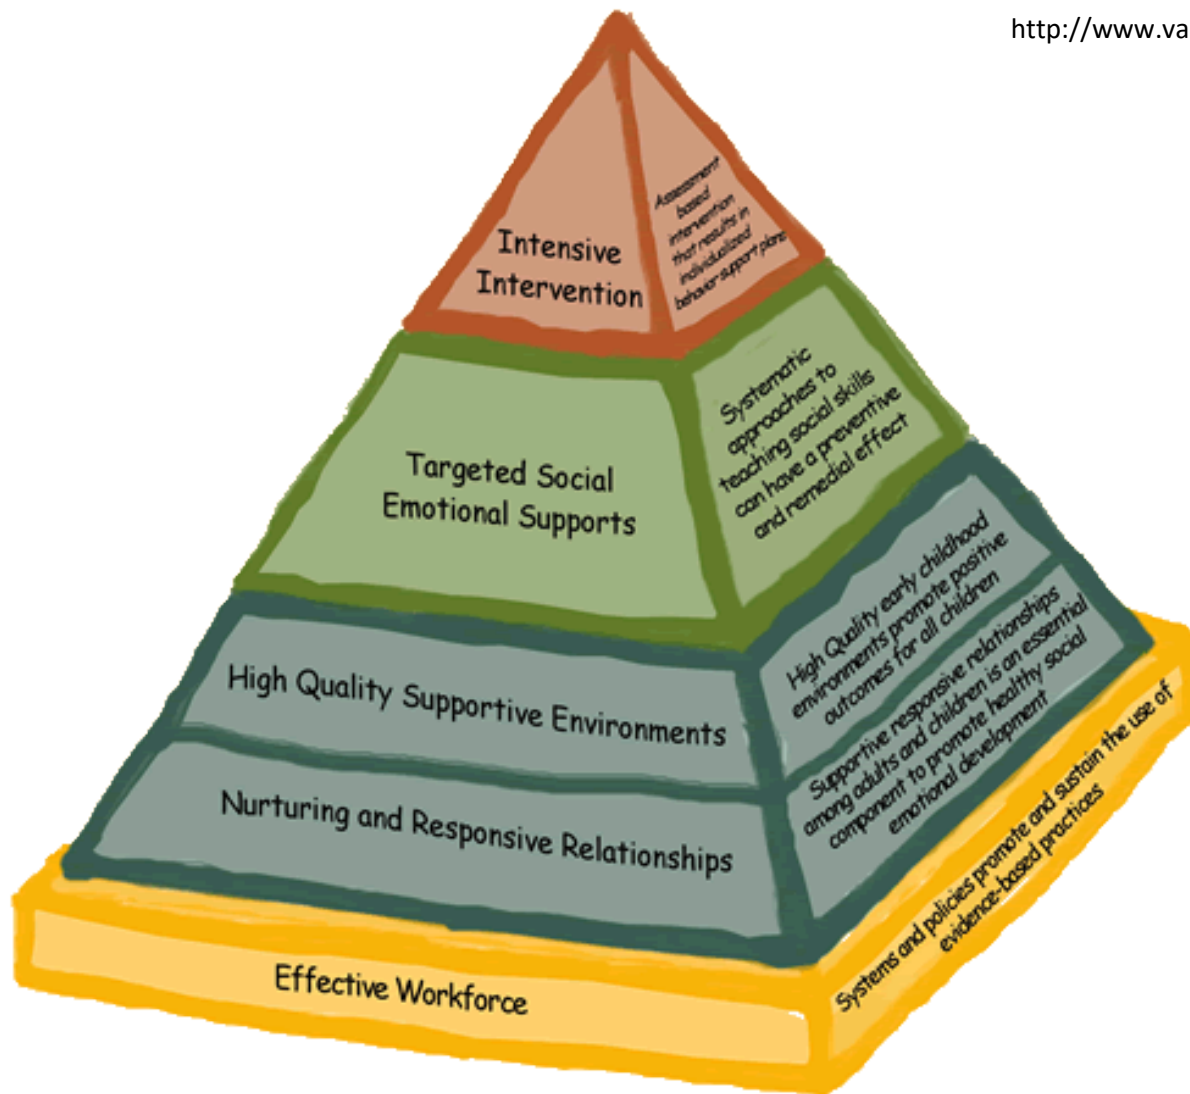 http://www.va
Intensive
Intervention
Assessment
based
intervention
that results in
individualized
behavior support plans
Targeted Social
Emotional Supports
Systematic
approaches to
teaching social skills
can have a preventive
and remedial effect
High Quality Supportive Environments
High Quality early childhood
environments promote positive
outcomes for all children
Nurturing and Responsive Relationships
Supportive responsive relationships
among adults and children is an essential
component to promote healthy social
emotional development
Effective Workforce
Systems and policies promote and sustain the use of
evidence-based practices